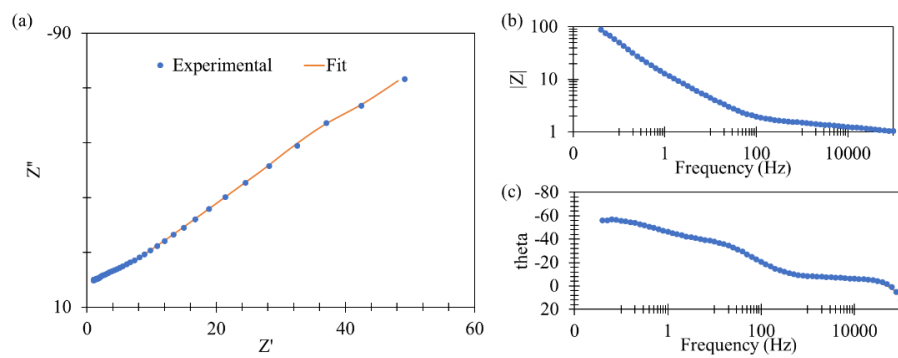 (a)
-90
Experimental
Fit
Z"
10
0
20
40
60
Z'
(b)
100
10
1
|Z|
0
1
100
10000
Frequency (Hz)
(c)
-80
-60
-40
-20
0
20
theta
0
1
100
10000
Frequency (Hz)